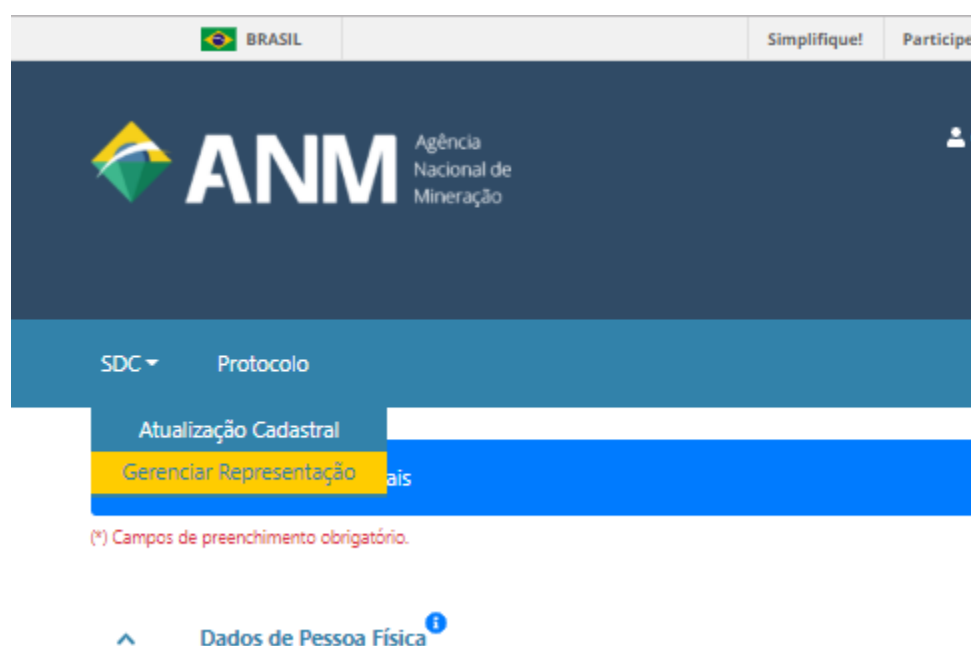 BRASIL
Simplifique!
Participe
ANM
Agência
Nacional de
Mineração
SDC
Protocolo
Atualização Cadastral
Gerenciar Representação
ais
(*) Campos de preenchimento obrigatório.
Dados de Pessoa Física